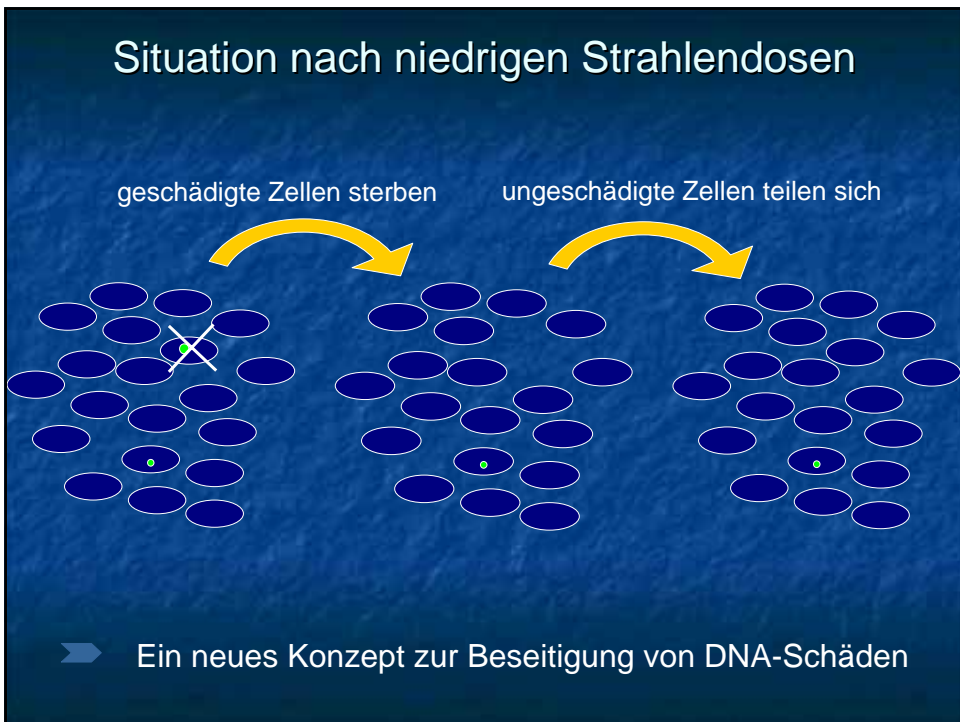 Situation nach niedrigen Strahlendosen
geschädigte Zellen sterben
ungeschädigte Zellen teilen sich
Ein neues Konzept zur Beseitigung von DNA-Schäden